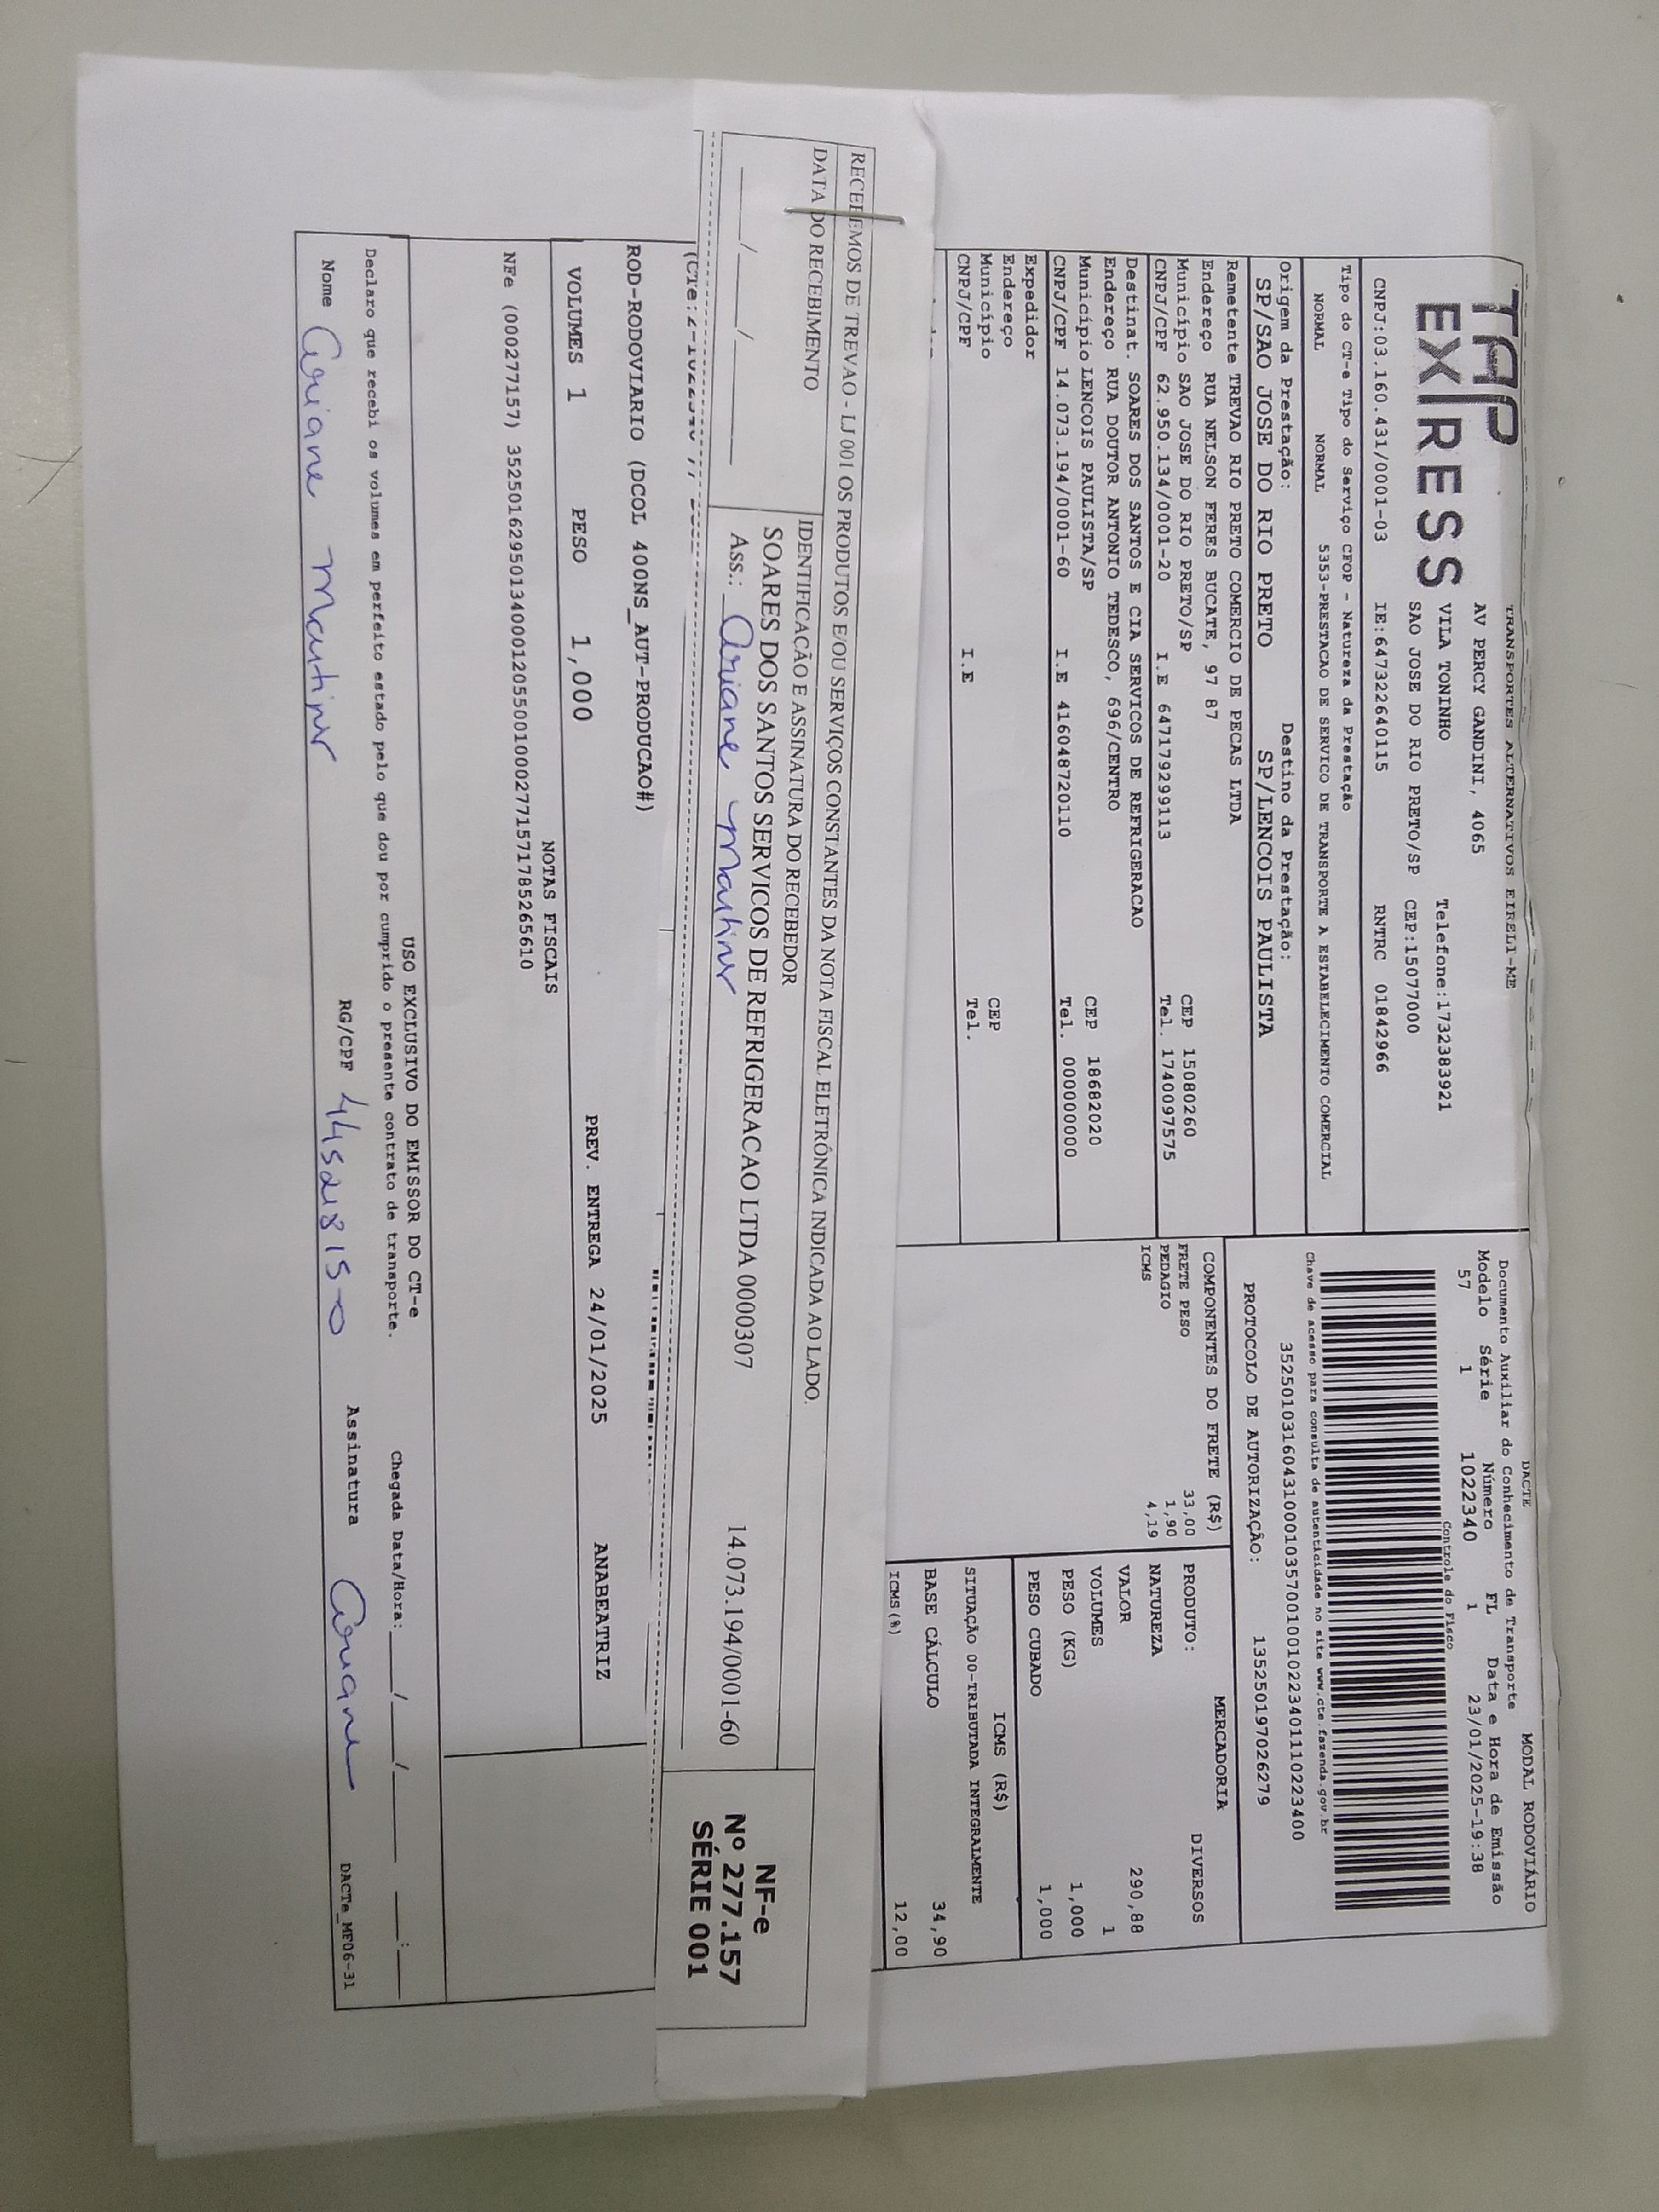 TAP
EXPRESS
TRANSPORTES ALTERNATIVOS EIRELI-ME
AV PERCY GANDINI, 4065
VILA TONINHO Telefone:1732383921
SAO JOSE DO RIO PRETO/SP CEP:15077000
CNPJ:03.160.431/0001-03 IE:647322640115 RNTRC 01842966
Tipo do CT-e Tipo do Serviço CFOP - Natureza da Prestação
NORMAL NORMAL 5353-PRESTACAO DE SERVICO DE TRANSPORTE A ESTABELECIMENTO COMERCIAL
Origem da Prestação: Destino da Prestação:
SP/SAO JOSE DO RIO PRETO SP/LENCOIS PAULISTA
Remetente TREVAO RIO PRETO COMERCIO DE PECAS LTDA
Endereço RUA NELSON FERES BUCATE, 97 87
Município SAO JOSE DO RIO PRETO/SP CEP 15080260
CNPJ/CPF 62.950.134/0001-20 I.E 647179299113 Tel. 1740097575
Destinat. SOARES DOS SANTOS E CIA SERVICOS DE REFRIGERACAO
Endereço RUA DOUTOR ANTONIO TEDESCO, 696/CENTRO
Município LENCOIS PAULISTA/SP CEP 18682020
CNPJ/CPF 14.073.194/0001-60 I.E 416048720110 Tel. 000000000
Expedidor
Endereço
Município CEP
CNPJ/CPF I.E Tel.
DACTE MODAL RODOVIÁRIO
Documento Auxiliar do Conhecimento de Transporte
Modelo Série Número FL Data e Hora de Emissão
57 1 1022340 1 23/01/2025-19:38
Controle do Fisco
Chave de acesso para consulta de autenticidade no site www.cte.fazenda.gov.br
35250103160431000103570010010223401110223400
PROTOCOLO DE AUTORIZAÇÃO: 135250197026279
COMPONENTES DO FRETE (R$)
FRETE PESO 33,00
PEDAGIO 1,90
ICMS 4,19
MERCADORIA
PRODUTO: DIVERSOS
NATUREZA
VALOR 290,88
VOLUMES 1
PESO (KG) 1,000
PESO CUBADO 1,000
ICMS (R$)
SITUAÇÃO 00-TRIBUTADA INTEGRALMENTE
BASE CÁLCULO 34,90
ICMS(%) 12,00
RECEBEMOS DE TREVAO - LJ 001 OS PRODUTOS E/OU SERVIÇOS CONSTANTES DA NOTA FISCAL ELETRÔNICA INDICADA AO LADO.
DATA DO RECEBIMENTO
____/____/______
IDENTIFICAÇÃO E ASSINATURA DO RECEBEDOR
SOARES DOS SANTOS SERVICOS DE REFRIGERACAO LTDA 0000307 14.073.194/0001-60
Ass.: Ariane Martins
NF-e
Nº 277.157
SÉRIE 001
ROD-RODOVIARIO (DCOL 400NS_AUT-PRODUCAO#)
VOLUMES 1 PESO 1,000 PREV. ENTREGA 24/01/2025 ANABEATRIZ
NOTAS FISCAIS
NFe (000277157) 35250162950134000120550010002771571785265610
USO EXCLUSIVO DO EMISSOR DO CT-e
Declaro que recebi os volumes em perfeito estado pelo que dou por cumprido o presente contrato de transporte. Chegada Data/Hora:____/____/______ __:__
Nome Ariane Martins RG/CPF 445218150 Assinatura Ariane
DACTe_MF06-31